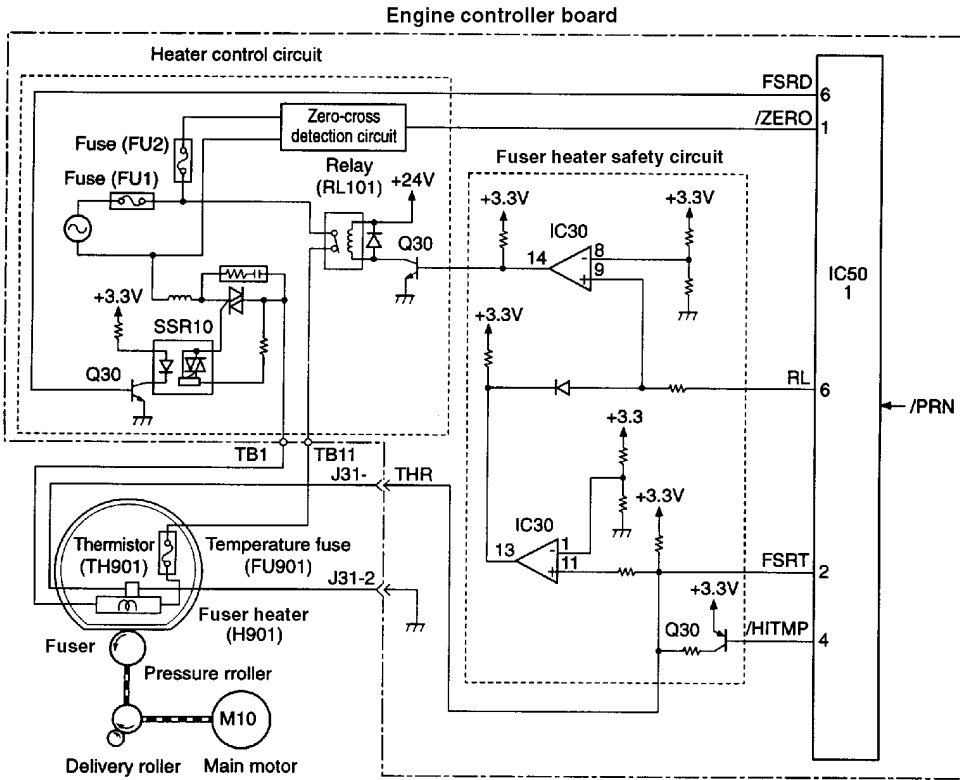 Engine controller board
Heater control circuit
FSRD
6
Zero-cross
detection circuit
/ZERO
1
Fuse (FU2)
Fuser heater safety circuit
Relay
(RL101)
+24V
Fuse (FU1)
+3.3V
+3.3V
IC30
Q30
14
8
-
9
+
IC50
1
+3.3V
SSR10
+3.3V
Q30
RL
6
/PRN
+3.3
TB1
TB11
J31-
THR
+3.3V
IC30
13
1
-
11
+
FSRT
2
Thermistor
(TH901)
Temperature fuse
(FU901)
J31-2
+3.3V
Fuser heater
(H901)
Q30
/HITMP
4
Fuser
Pressure rroller
M10
Delivery roller
Main motor